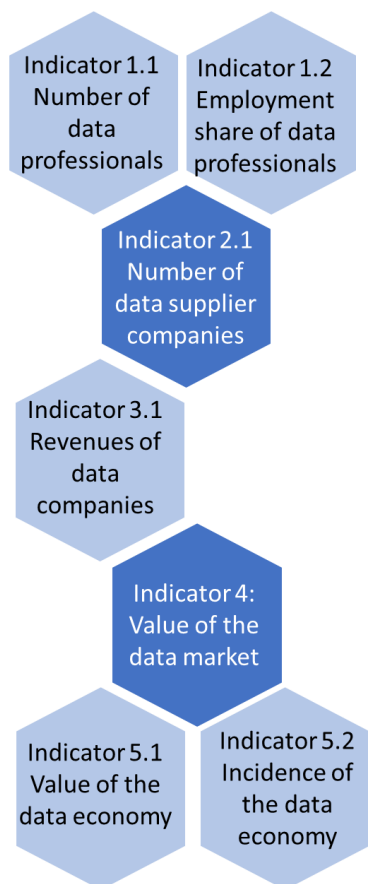 Indicator 1.1
Number of
data
professionals
Indicator 1.2
Employment
share of data
professionals
Indicator 2.1
Number of
data supplier
companies
Indicator 3.1
Revenues of
data
companies
Indicator 4:
Value of the
data market
Indicator 5.1
Value of the
data economy
Indicator 5.2
Incidence of
the data
economy